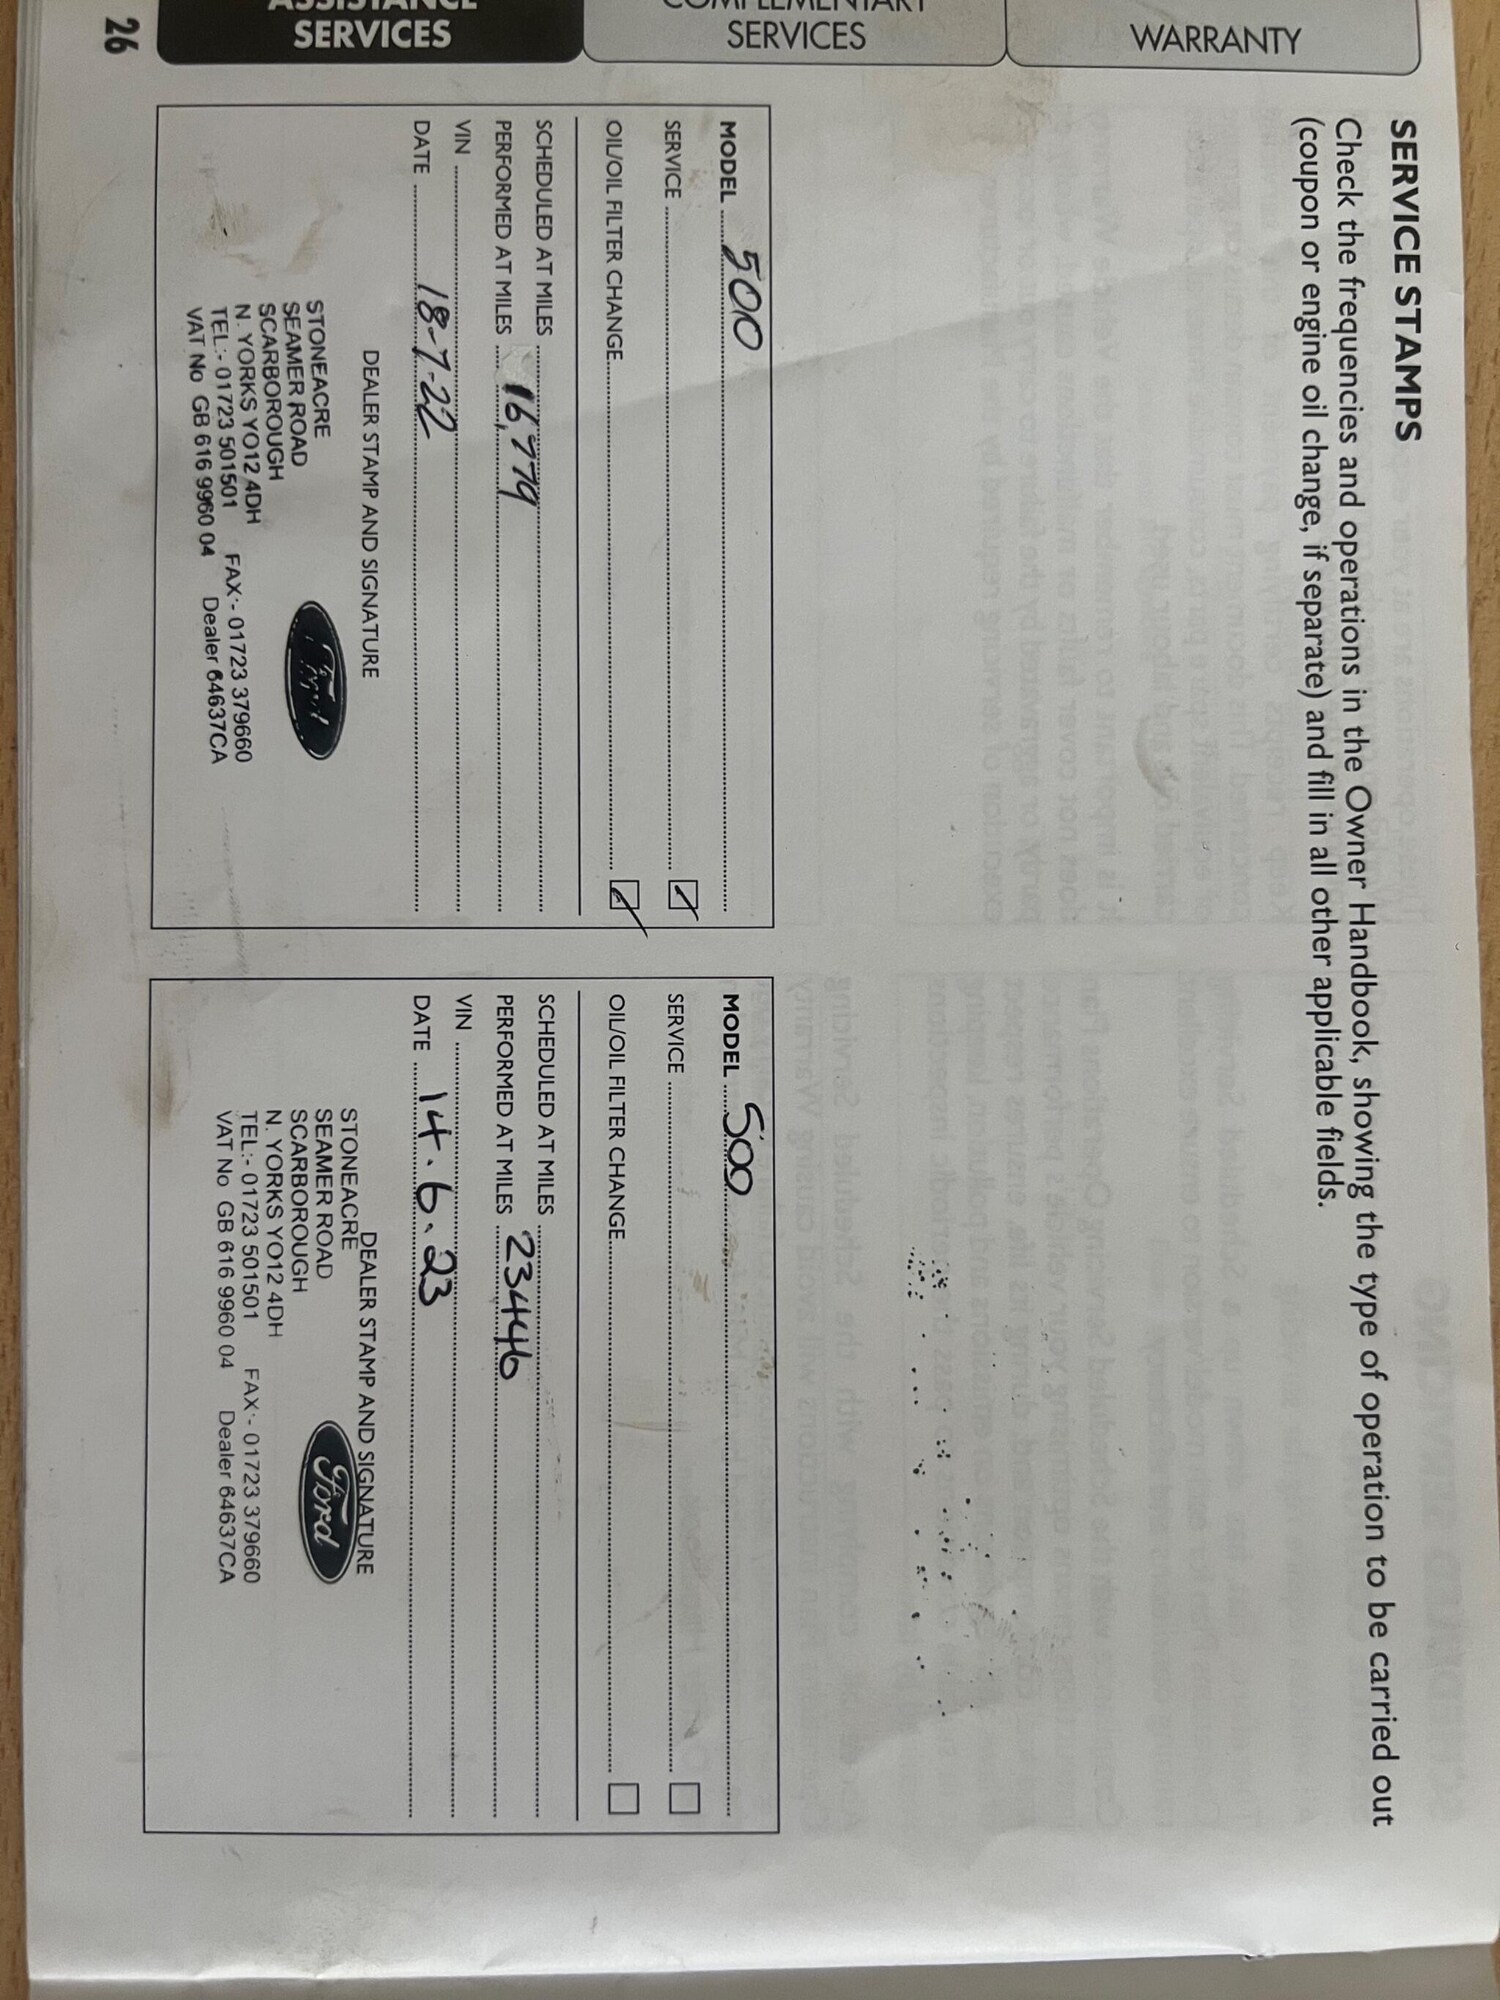 SERVICE STAMPS
Check the frequencies and operations in the Owner Handbook, showing the type of operation to be carried out
(coupon or engine oil change, if separate) and fill in all other applicable fields.
WARRANTY
COMPLEMENTARY
SERVICES
ASSISTANCE
SERVICES
MODEL 500
SERVICE
OIL/OIL FILTER CHANGE
SCHEDULED AT MILES
PERFORMED AT MILES 16,779
VIN
DATE 18-7-22
DEALER STAMP AND SIGNATURE
STONEACRE
SEAMER ROAD
SCARBOROUGH
N. YORKS YO12 4DH
TEL:- 01723 501501 FAX:- 01723 379660
VAT No GB 616 9960 04 Dealer 64637CA
Ford
MODEL 500
SERVICE
OIL/OIL FILTER CHANGE
SCHEDULED AT MILES
PERFORMED AT MILES 23446
VIN
DATE 14.6.23
DEALER STAMP AND SIGNATURE
STONEACRE
SEAMER ROAD
SCARBOROUGH
N. YORKS YO12 4DH
TEL:- 01723 501501 FAX:- 01723 379660
VAT No GB 616 9960 04 Dealer 64637CA
Ford
26